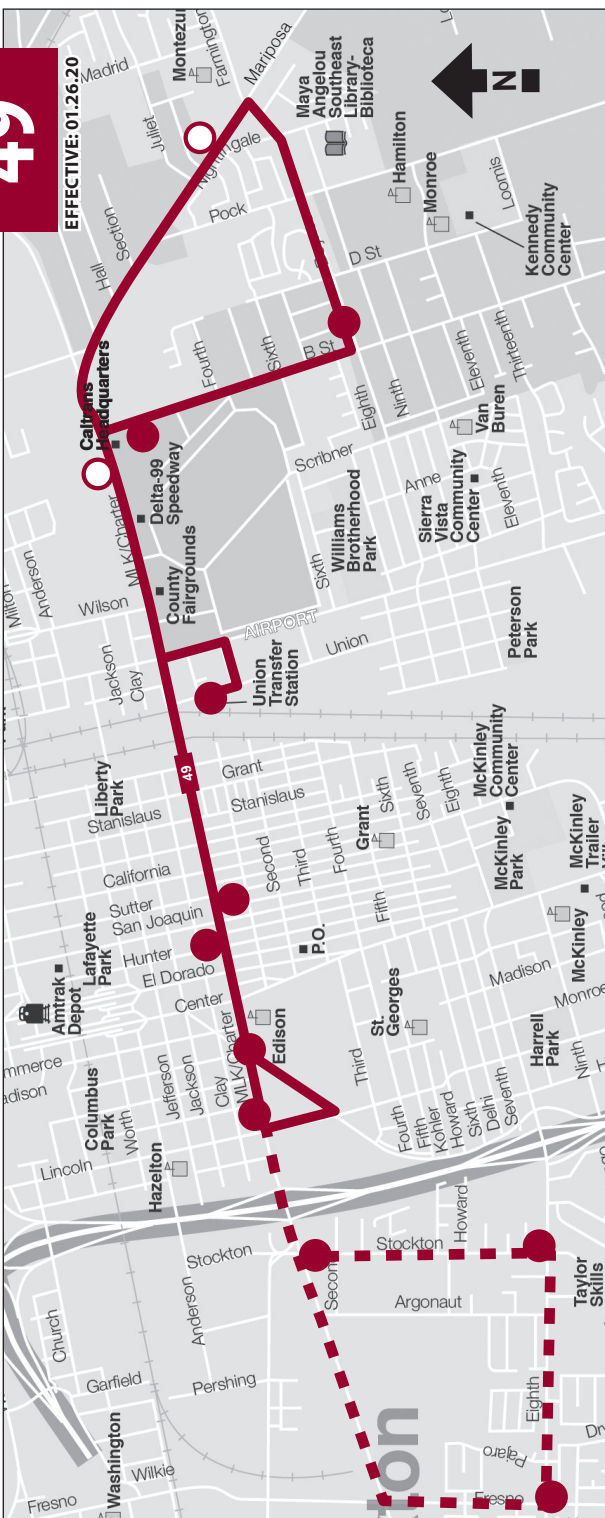 49
EFFECTIVE: 01.26.20
Madrid
Farmington
Mariposa
Juliet
Nightingale
Maya
Angelou
Southeast
Library-
Biblioteca
N
Hall
Section
Pock
Hamilton
Monroe
Loomis
Kennedy
Community
Center
D St
B St
Fourth
Sixth
Caltrans
Headquarters
Delta-99
Speedway
County
Fairgrounds
MLK/Charter
Eighth
Ninth
Eleventh
Thirteenth
Van
Buren
Scribner
Anne
Sierra
Vista
Community
Center
Eleventh
Williams
Brotherhood
Park
Sixth
Milton
Anderson
Wilson
Jackson
Clay
AIRPORT
Union
Union
Transfer
Station
Peterson
Park
49
Grant
Stanislaus
Liberty
Park
Stanislaus
California
Sutter
San Joaquin
Hunter
El Dorado
Center
Second
Third
Fourth
Fifth
Grant
Sixth
Seventh
Eighth
McKinley
Community
Center
McKinley
Park
McKinley
Trailer
McKinley
P.O.
Amtrak
Depot
Lafayette
Park
Madison
Monroe
St.
Georges
Harrell
Park
Ninth
Edison
MLK/Charter
Clay
Jackson
Jefferson
Third
Columbus
Park
Worth
Lincoln
Hazelton
Fourth
Fifth
Kohler
Howard
Sixth
Delhi
Seventh
Howard
Stockton
Stockton
Argonaut
Taylor
Skills
Anderson
Church
Garfield
Pershing
Eighth
Pajaro
Washington
Wilkie
Fresno
Fresno